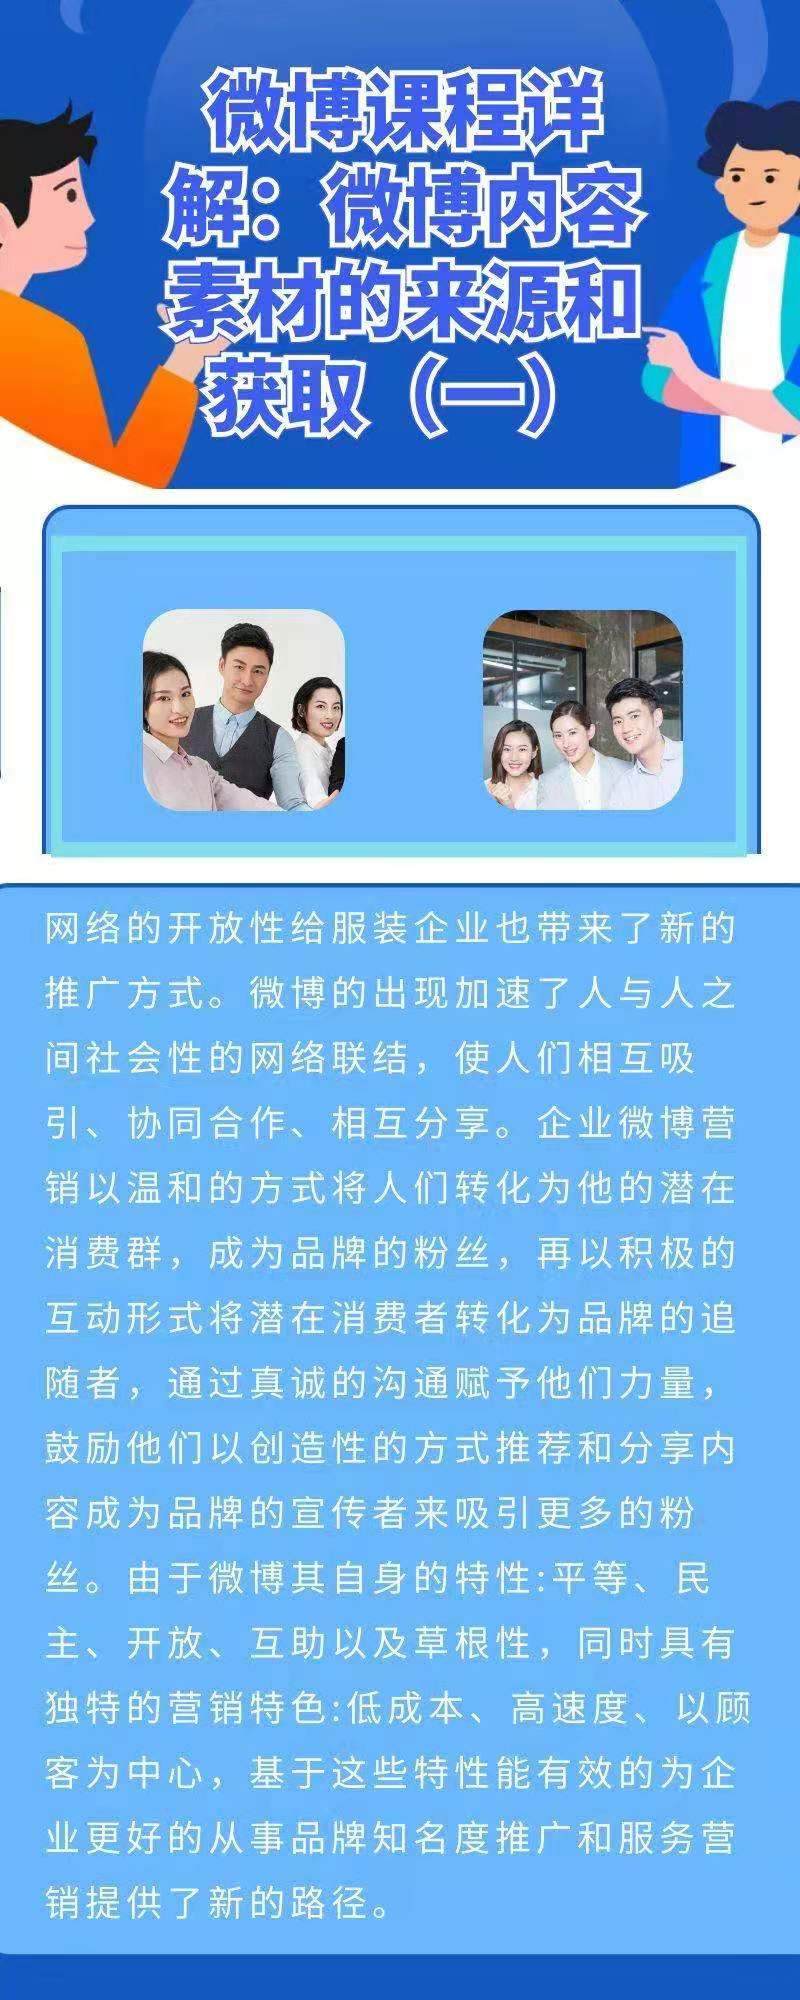 微博课程详
解：微博内容
素材的来源和
获取（一）
网络的开放性给服装企业也带来了新的
推广方式。微博的出现加速了人与人之
间社会性的网络联结，使人们相互吸
引、协同合作、相互分享。企业微博营
销以温和的方式将人们转化为他的潜在
消费群，成为品牌的粉丝，再以积极的
互动形式将潜在消费者转化为品牌的追
随者，通过真诚的沟通赋予他们力量，
鼓励他们以创造性的方式推荐和分享内
容成为品牌的宣传者来吸引更多的粉
丝。由于微博其自身的特性:平等、民
主、开放、互助以及草根性，同时具有
独特的营销特色:低成本、高速度、以顾
客为中心，基于这些特性能有效的为企
业更好的从事品牌知名度推广和服务营
销提供了新的路径。